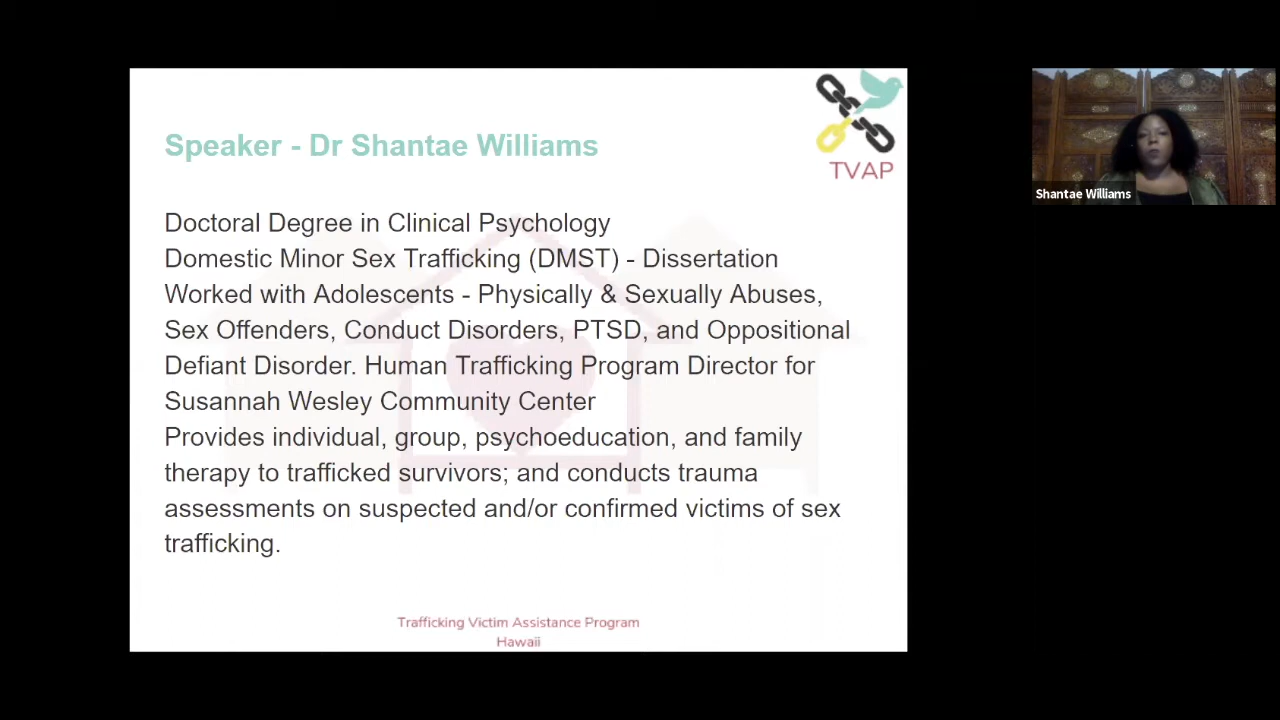 Speaker - Dr Shantae Williams
TVAP
Doctoral Degree in Clinical Psychology
Domestic Minor Sex Trafficking (DMST) - Dissertation
Worked with Adolescents - Physically & Sexually Abuses,
Sex Offenders, Conduct Disorders, PTSD, and Oppositional
Defiant Disorder. Human Trafficking Program Director for
Susannah Wesley Community Center
Provides individual, group, psychoeducation, and family
therapy to trafficked survivors; and conducts trauma
assessments on suspected and/or confirmed victims of sex
trafficking.
Trafficking Victim Assistance Program
Hawaii
Shantae Williams